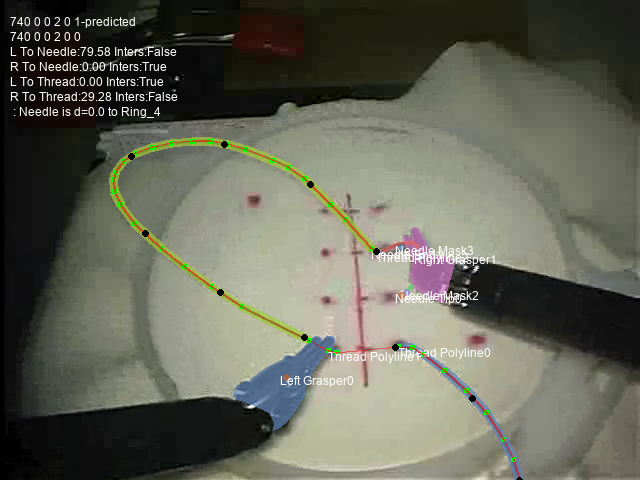 740 0 0 2 0 1-predicted
740 0 0 2 0 0
L To Needle:79.58 Inters:False
R To Needle:0.00 Inters:True
L To Thread:0.00 Inters:True
R To Thread:29.28 Inters:False
: Needle is d=0.0 to Ring_4
Needle Mask3
Right Grasper1
Needle Mask2
Thread Polyline
Thread Polyline0
Left Grasper0